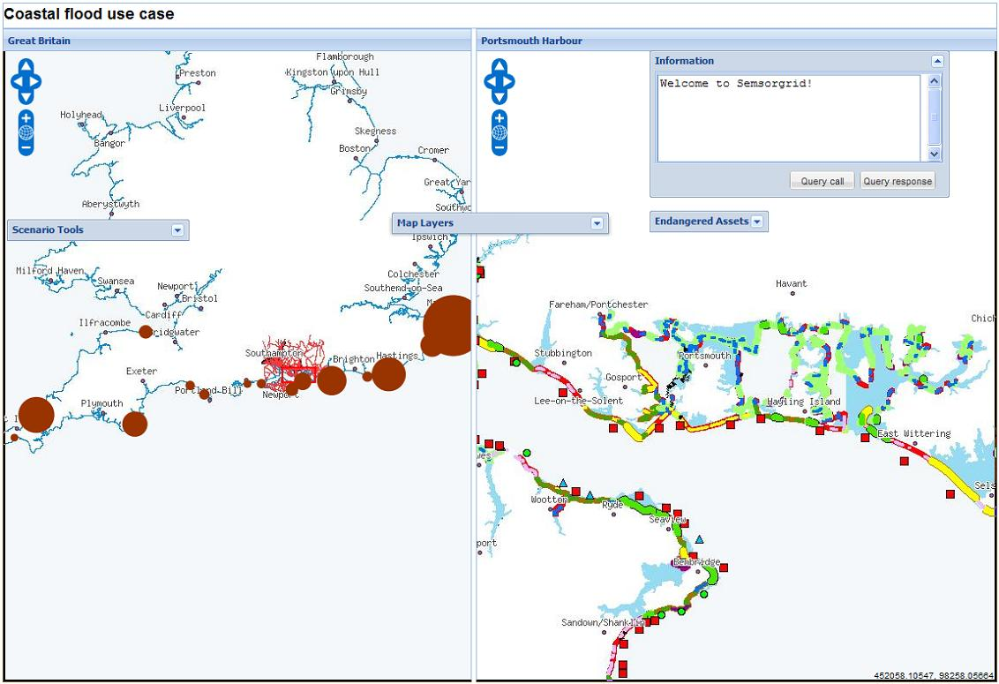 Coastal flood use case
Great Britain
Flamborough
Preston
Kingston upon Hull
Grimsby
Liverpool
Holyhead
Bangor
Skegness
Boston
Cromer
Great Yar
Southwo
Aberystwyth
Scenario Tools
Map Layers
Ipswich
Milford Haven
Swansea
Newport
Bristol
Colchester
Southend-on-Sea
Cardiff
Ilfracombe
ridgwater
Southampton
Brighton
Hastings
Exeter
Portland Bill
Newport
Plymouth
Portsmouth Harbour
Information
Welcome to Semsorgrid!
Query call
Query response
Endangered Assets
Havant
Fareham/Portchester
Chich
Stubbington
Portsmouth
Gosport
Lee-on-the-Solent
Hayling Island
East Wittering
wes
Sels
Wootton
Ryde
Seaview
port
Bembridge
Sandown/Shanklin
452058.10547, 98258.05664